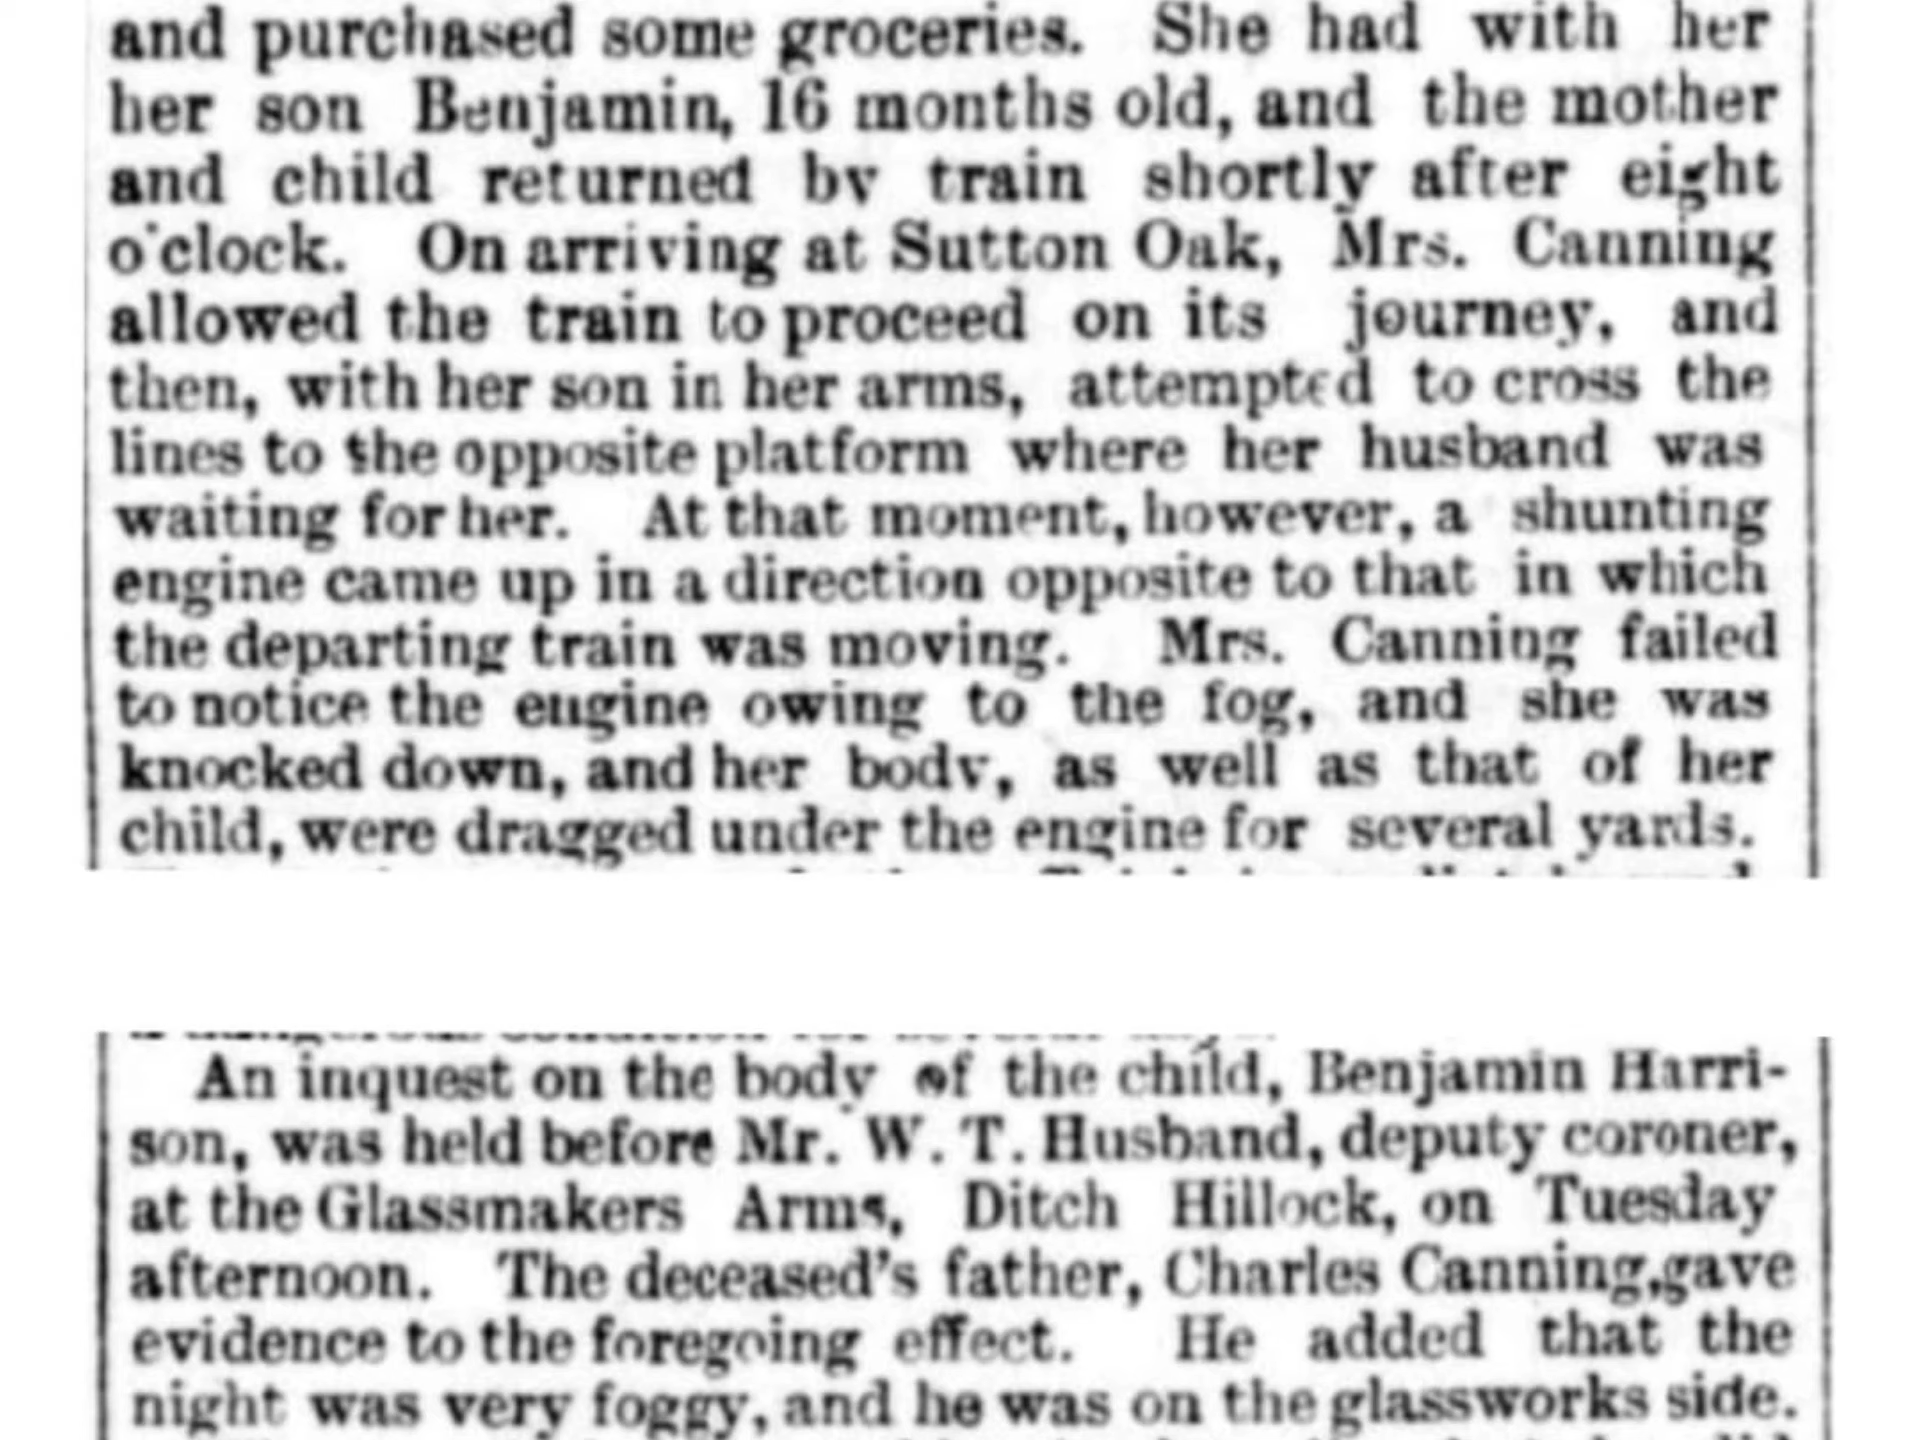 and purchased some groceries. She had with her
her son Benjamin, 16 months old, and the mother
and child returned by train shortly after eight
o'clock. On arriving at Sutton Oak, Mrs. Canning
allowed the train to proceed on its journey, and
then, with her son in her arms, attempted to cross the
lines to the opposite platform where her husband was
waiting for her. At that moment, however, a shunting
engine came up in a direction opposite to that in which
the departing train was moving. Mrs. Canning failed
to notice the engine owing to the fog, and she was
knocked down, and her body, as well as that of her
child, were dragged under the engine for several yards.
An inquest on the body of the child, Benjamin Harri-
son, was held before Mr. W. T. Husband, deputy coroner,
at the Glassmakers Arms, Ditch Hillock, on Tuesday
afternoon. The deceased's father, Charles Canning,gave
evidence to the foregoing effect. He added that the
night was very foggy, and he was on the glassworks side.